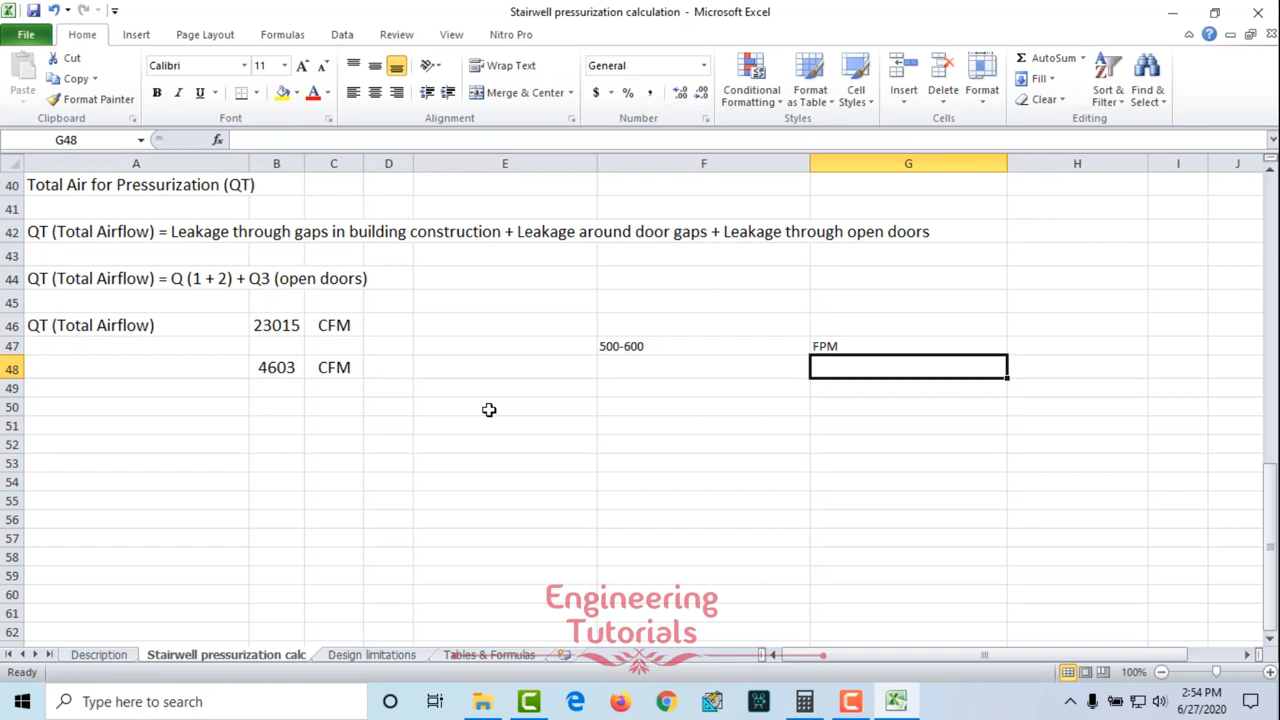 Stairwell pressurization calculation - Microsoft Excel
File Home Insert Page Layout Formulas Data Review View Nitro Pro
Paste
Cut
Copy
Format Painter
Clipboard
Calibri 11
B I U
Font
Wrap Text
Merge & Center
Alignment
General
$ % ,
Number
Conditional Formatting
Format as Table
Cell Styles
Styles
Insert Delete Format
Cells
Σ AutoSum
Fill
Clear
Sort & Filter
Find & Select
Editing
G48 fx
A B C D E F G H I J
40 Total Air for Pressurization (QT)
41
42 QT (Total Airflow) = Leakage through gaps in building construction + Leakage around door gaps + Leakage through open doors
43
44 QT (Total Airflow) = Q (1 + 2) + Q3 (open doors)
45
46 QT (Total Airflow) 23015 CFM
47 500-600 FPM
48 4603 CFM
49
50
51
52
53
54
55
56
57
58
59
60
61
62
Engineering
Tutorials
Description Stairwell pressurization calc Design limitations Tables & Formulas
Ready 100%
Type here to search
2:54 PM
6/27/2020